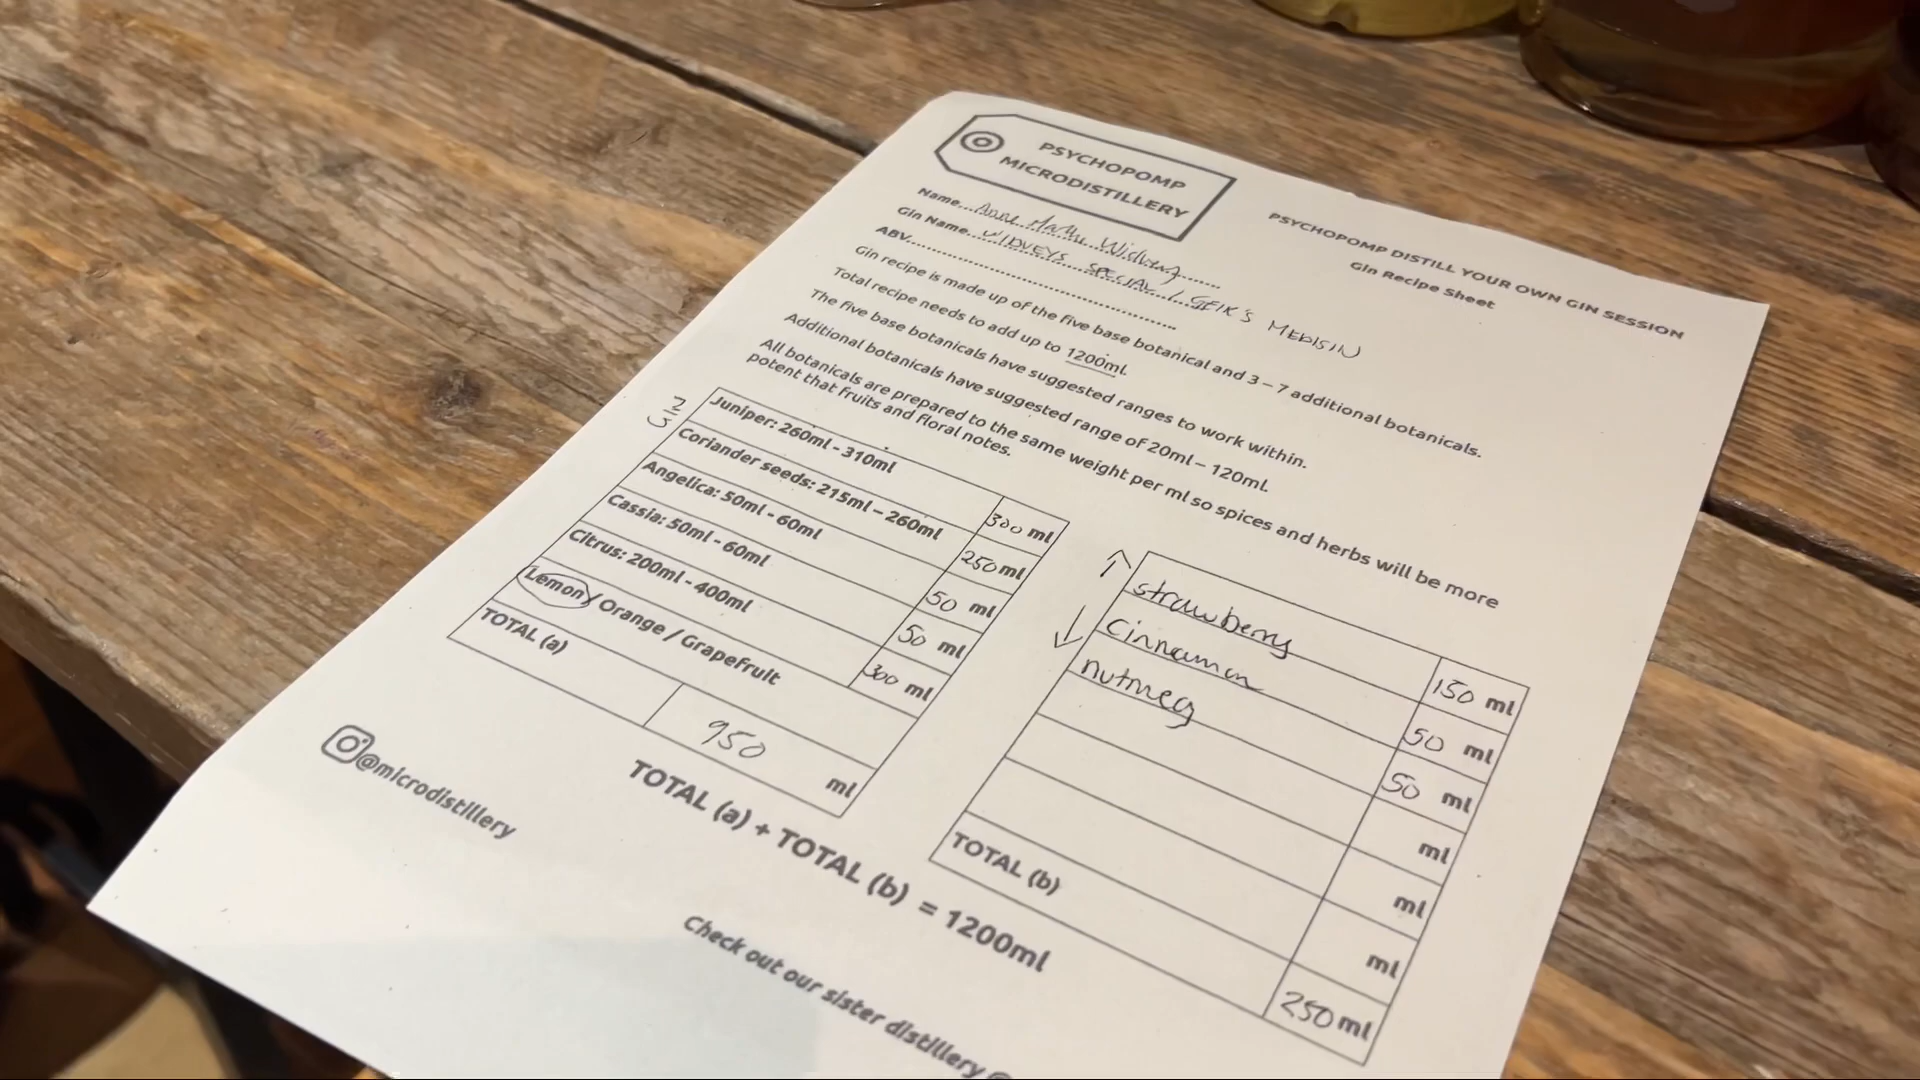 PSYCHOPOMP
MICRODISTILLERY
PSYCHOPOMP DISTILL YOUR OWN GIN SESSION
Gin Recipe Sheet
Name...
Gin Name... SPECIAL / GEIK'S MEDISIN
ABV...
Gin recipe is made up of the five base botanical and 3 – 7 additional botanicals.
Total recipe needs to add up to 1200ml.
The five base botanicals have suggested ranges to work within.
Additional botanicals have suggested range of 20ml – 120ml.
All botanicals are prepared to the same weight per ml so spices and herbs will be more
potent that fruits and floral notes.
Juniper: 260ml - 310ml 300 ml
Coriander seeds: 215ml – 260ml 250 ml
Angelica: 50ml - 60ml 50 ml
Cassia: 50ml - 60ml 50 ml
Citrus: 200ml - 400ml 300 ml
Lemon / Orange / Grapefruit
TOTAL (a) 950 ml
strawberry 150 ml
cinnamon 50 ml
nutmeg 50 ml
ml
ml
ml
TOTAL (b) 250 ml
TOTAL (a) + TOTAL (b) = 1200ml
@microdistillery
Check out our sister distillery @